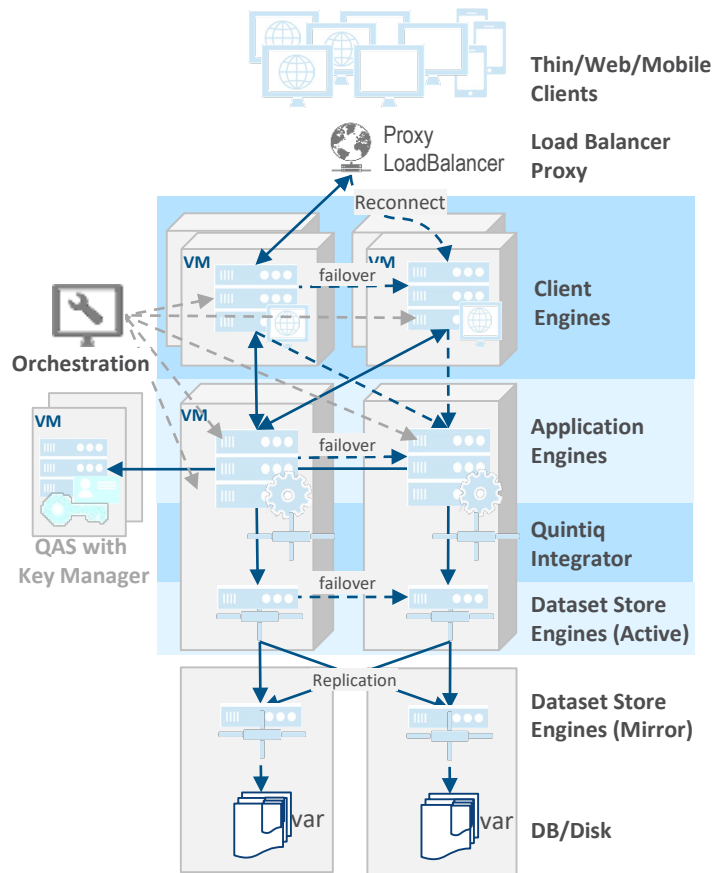 Thin/Web/Mobile
Clients
Proxy
LoadBalancer
Load Balancer
Proxy
Reconnect
VM
VM
failover
Client
Engines
Orchestration
VM
VM
failover
Application
Engines
QAS with
Key Manager
Quintiq
Integrator
failover
Dataset Store
Engines (Active)
Replication
Dataset Store
Engines (Mirror)
var
var
DB/Disk